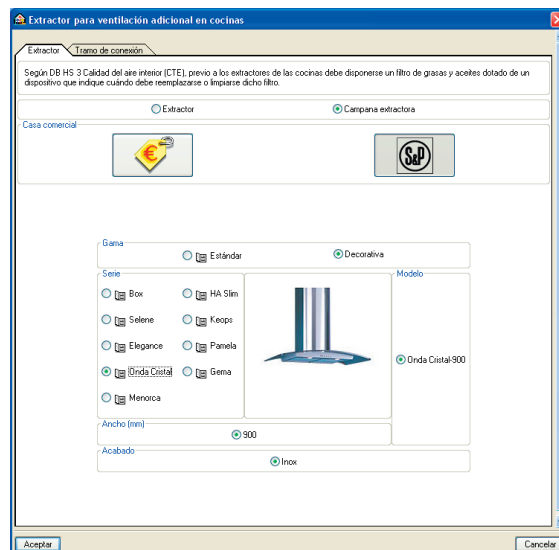 Extractor para ventilación adicional en cocinas
Extractor
Tramo de conexión
Según DB HS 3 Calidad del aire interior (CTE), previo a los extractores de las cocinas debe disponerse un filtro de grasas y aceites dotado de un
dispositivo que indique cuándo debe reemplazarse o limpiarse dicho filtro.
Extractor
Campana extractora
Casa comercial
€
S&P
Gama
Estándar
Decorativa
Serie
Modelo
Box
HA Slim
Selene
Keops
Elegance
Pamela
Onda Cristal
Gema
Menorca
Onda Cristal-900
Ancho (mm)
900
Acabado
Inox
Aceptar
Cancelar